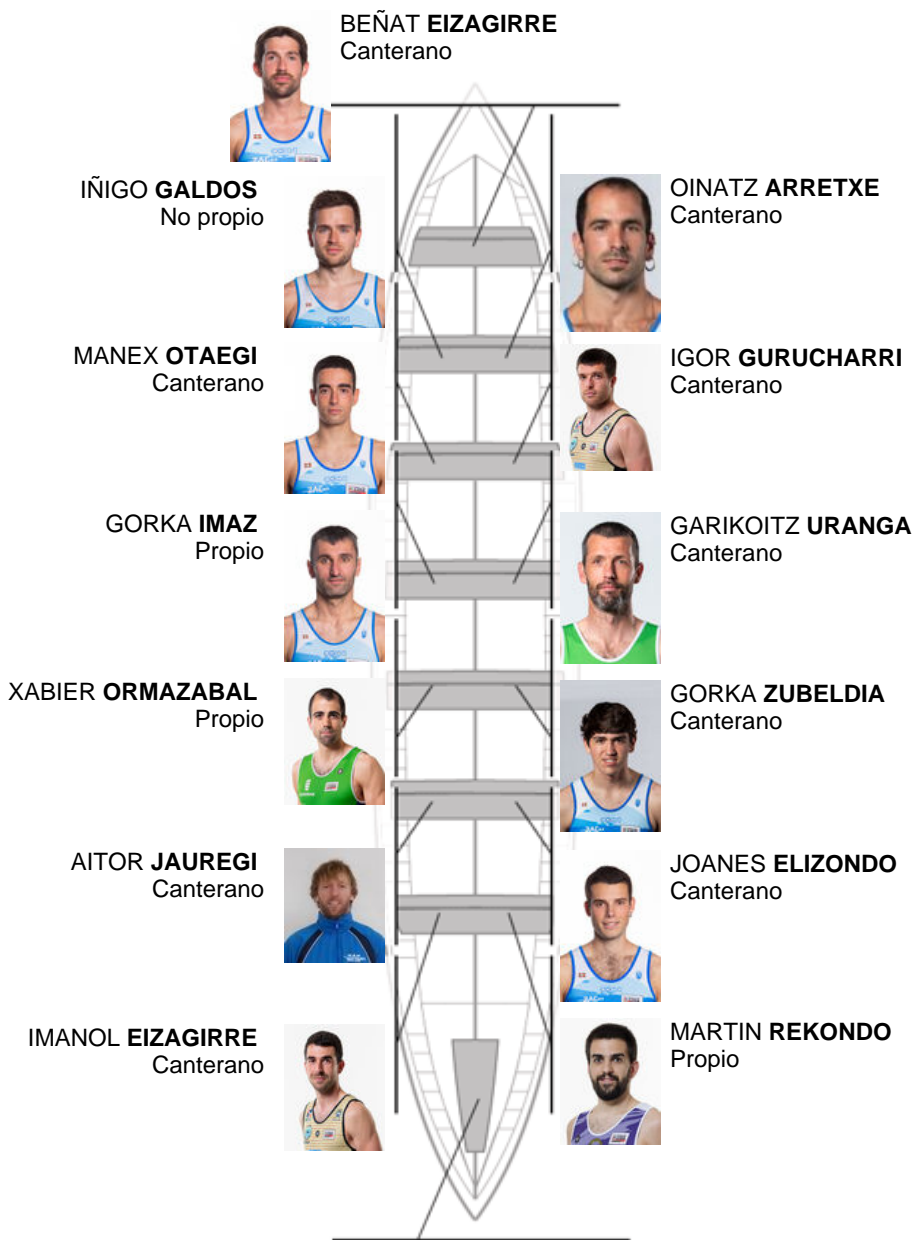 BEÑAT EIZAGIRRE
Canterano
IÑIGO GALDOS
No propio
OINATZ ARRETXE
Canterano
MANEX OTAEGI
Canterano
IGOR GURUCHARRI
Canterano
GORKA IMAZ
Propio
GARIKOITZ URANGA
Canterano
XABIER ORMAZABAL
Propio
GORKA ZUBELDIA
Canterano
AITOR JAUREGI
Canterano
JOANES ELIZONDO
Canterano
IMANOL EIZAGIRRE
Canterano
MARTIN REKONDO
Propio